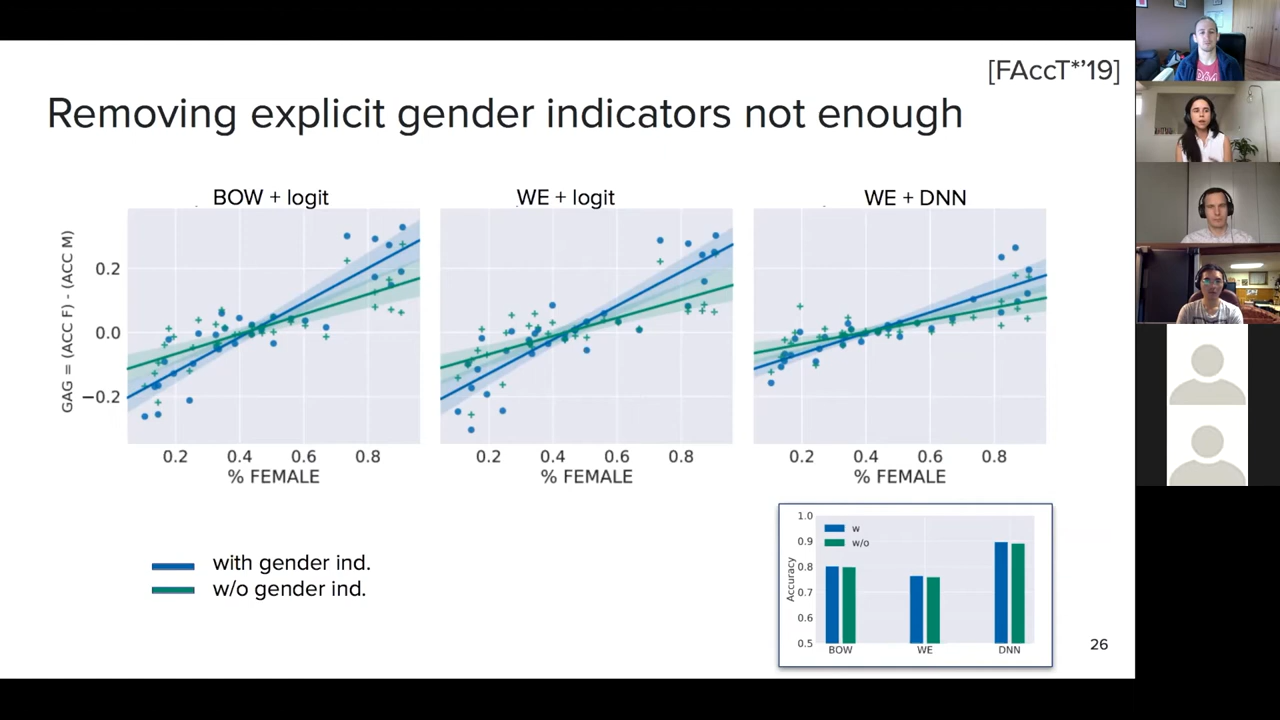 [FAccT*’19]
Removing explicit gender indicators not enough
BOW + logit
WE + logit
WE + DNN
GAG = (ACC F) - (ACC M)
0.2
0.0
−0.2
0.2 0.4 0.6 0.8
% FEMALE
0.2 0.4 0.6 0.8
% FEMALE
0.2 0.4 0.6 0.8
% FEMALE
with gender ind.
w/o gender ind.
Accuracy
1.0
0.9
0.8
0.7
0.6
0.5
w
w/o
BOW WE DNN
26